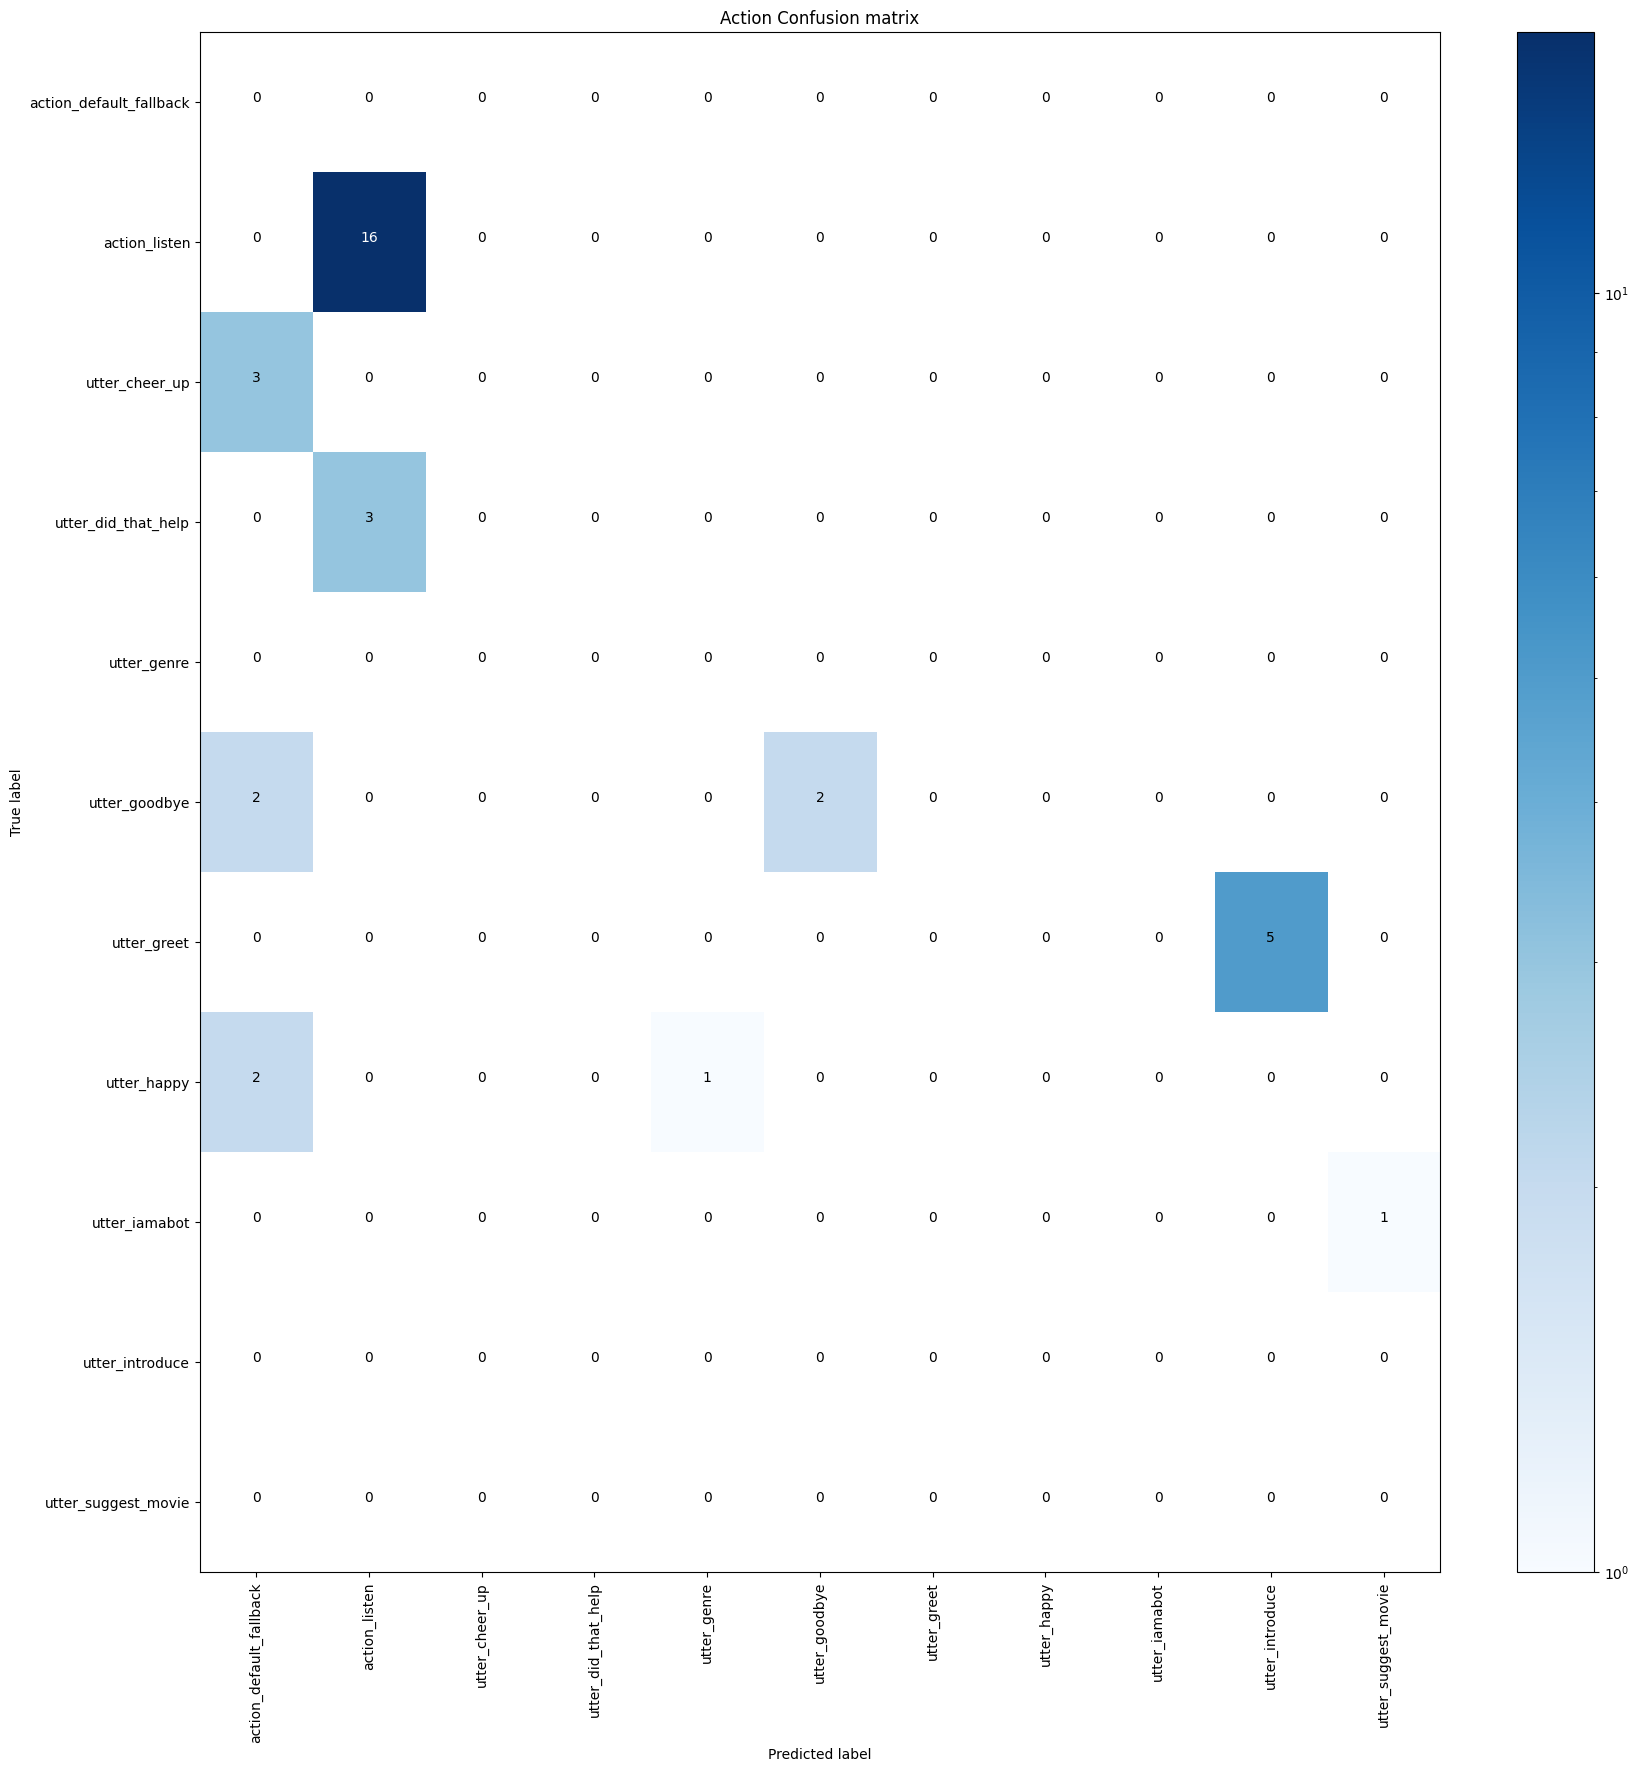 Action Confusion matrix
action_default_fallback 0 0 0 0 0 0 0 0 0 0 0
action_listen 0 16 0 0 0 0 0 0 0 0 0
10¹
utter_cheer_up 3 0 0 0 0 0 0 0 0 0 0
utter_did_that_help 0 3 0 0 0 0 0 0 0 0 0
utter_genre 0 0 0 0 0 0 0 0 0 0 0
True label
utter_goodbye 2 0 0 0 0 2 0 0 0 0 0
utter_greet 0 0 0 0 0 0 0 0 0 5 0
utter_happy 2 0 0 0 1 0 0 0 0 0 0
utter_iamabot 0 0 0 0 0 0 0 0 0 0 1
utter_introduce 0 0 0 0 0 0 0 0 0 0 0
utter_suggest_movie 0 0 0 0 0 0 0 0 0 0 0
10⁰
action_default_fallback
action_listen
utter_cheer_up
utter_did_that_help
utter_genre
utter_goodbye
utter_greet
utter_happy
utter_iamabot
utter_introduce
utter_suggest_movie
Predicted label